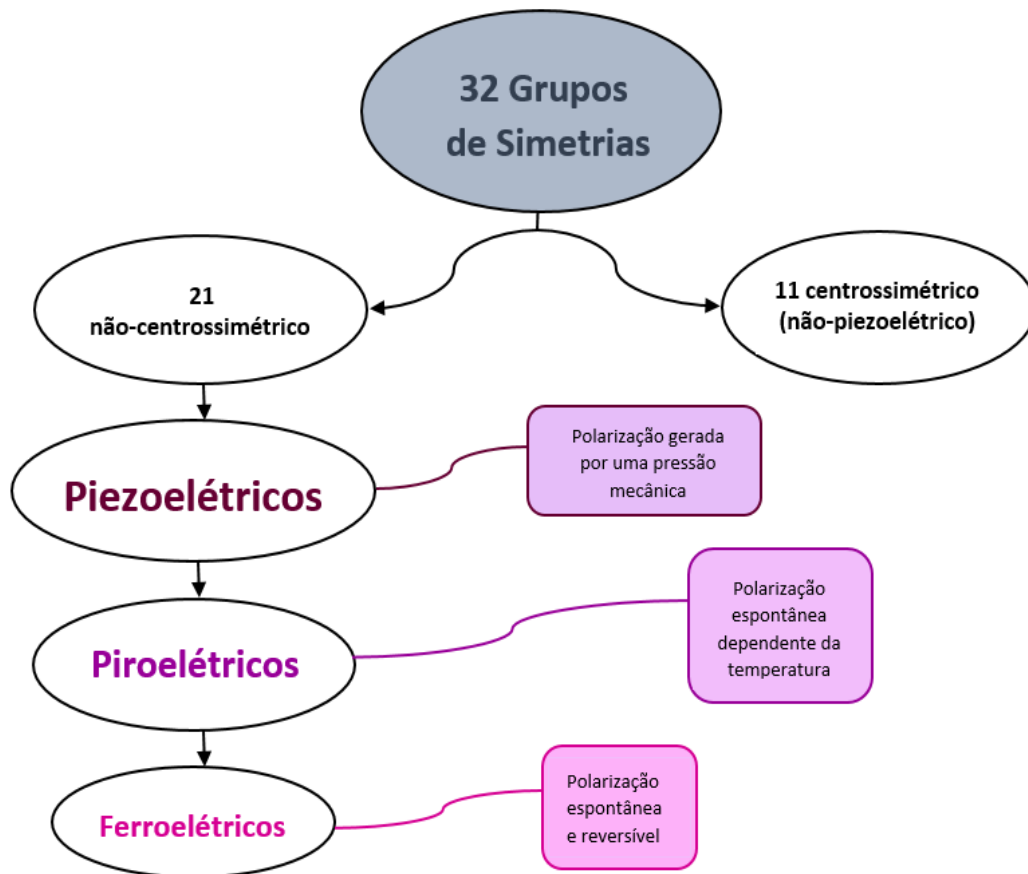 32 Grupos
de Simetrias
21
não-centrossimétrico
11 centrossimétrico
(não-piezoelétrico)
Piezoelétricos
Polarização gerada
por uma pressão
mecânica
Piroelétricos
Polarização
espontânea
dependente da
temperatura
Ferroelétricos
Polarização
espontânea
e reversível